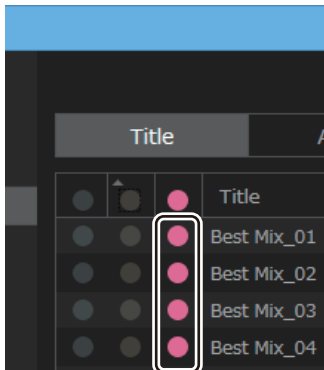 Title A
Title
Best Mix_01
Best Mix_02
Best Mix_03
Best Mix_04